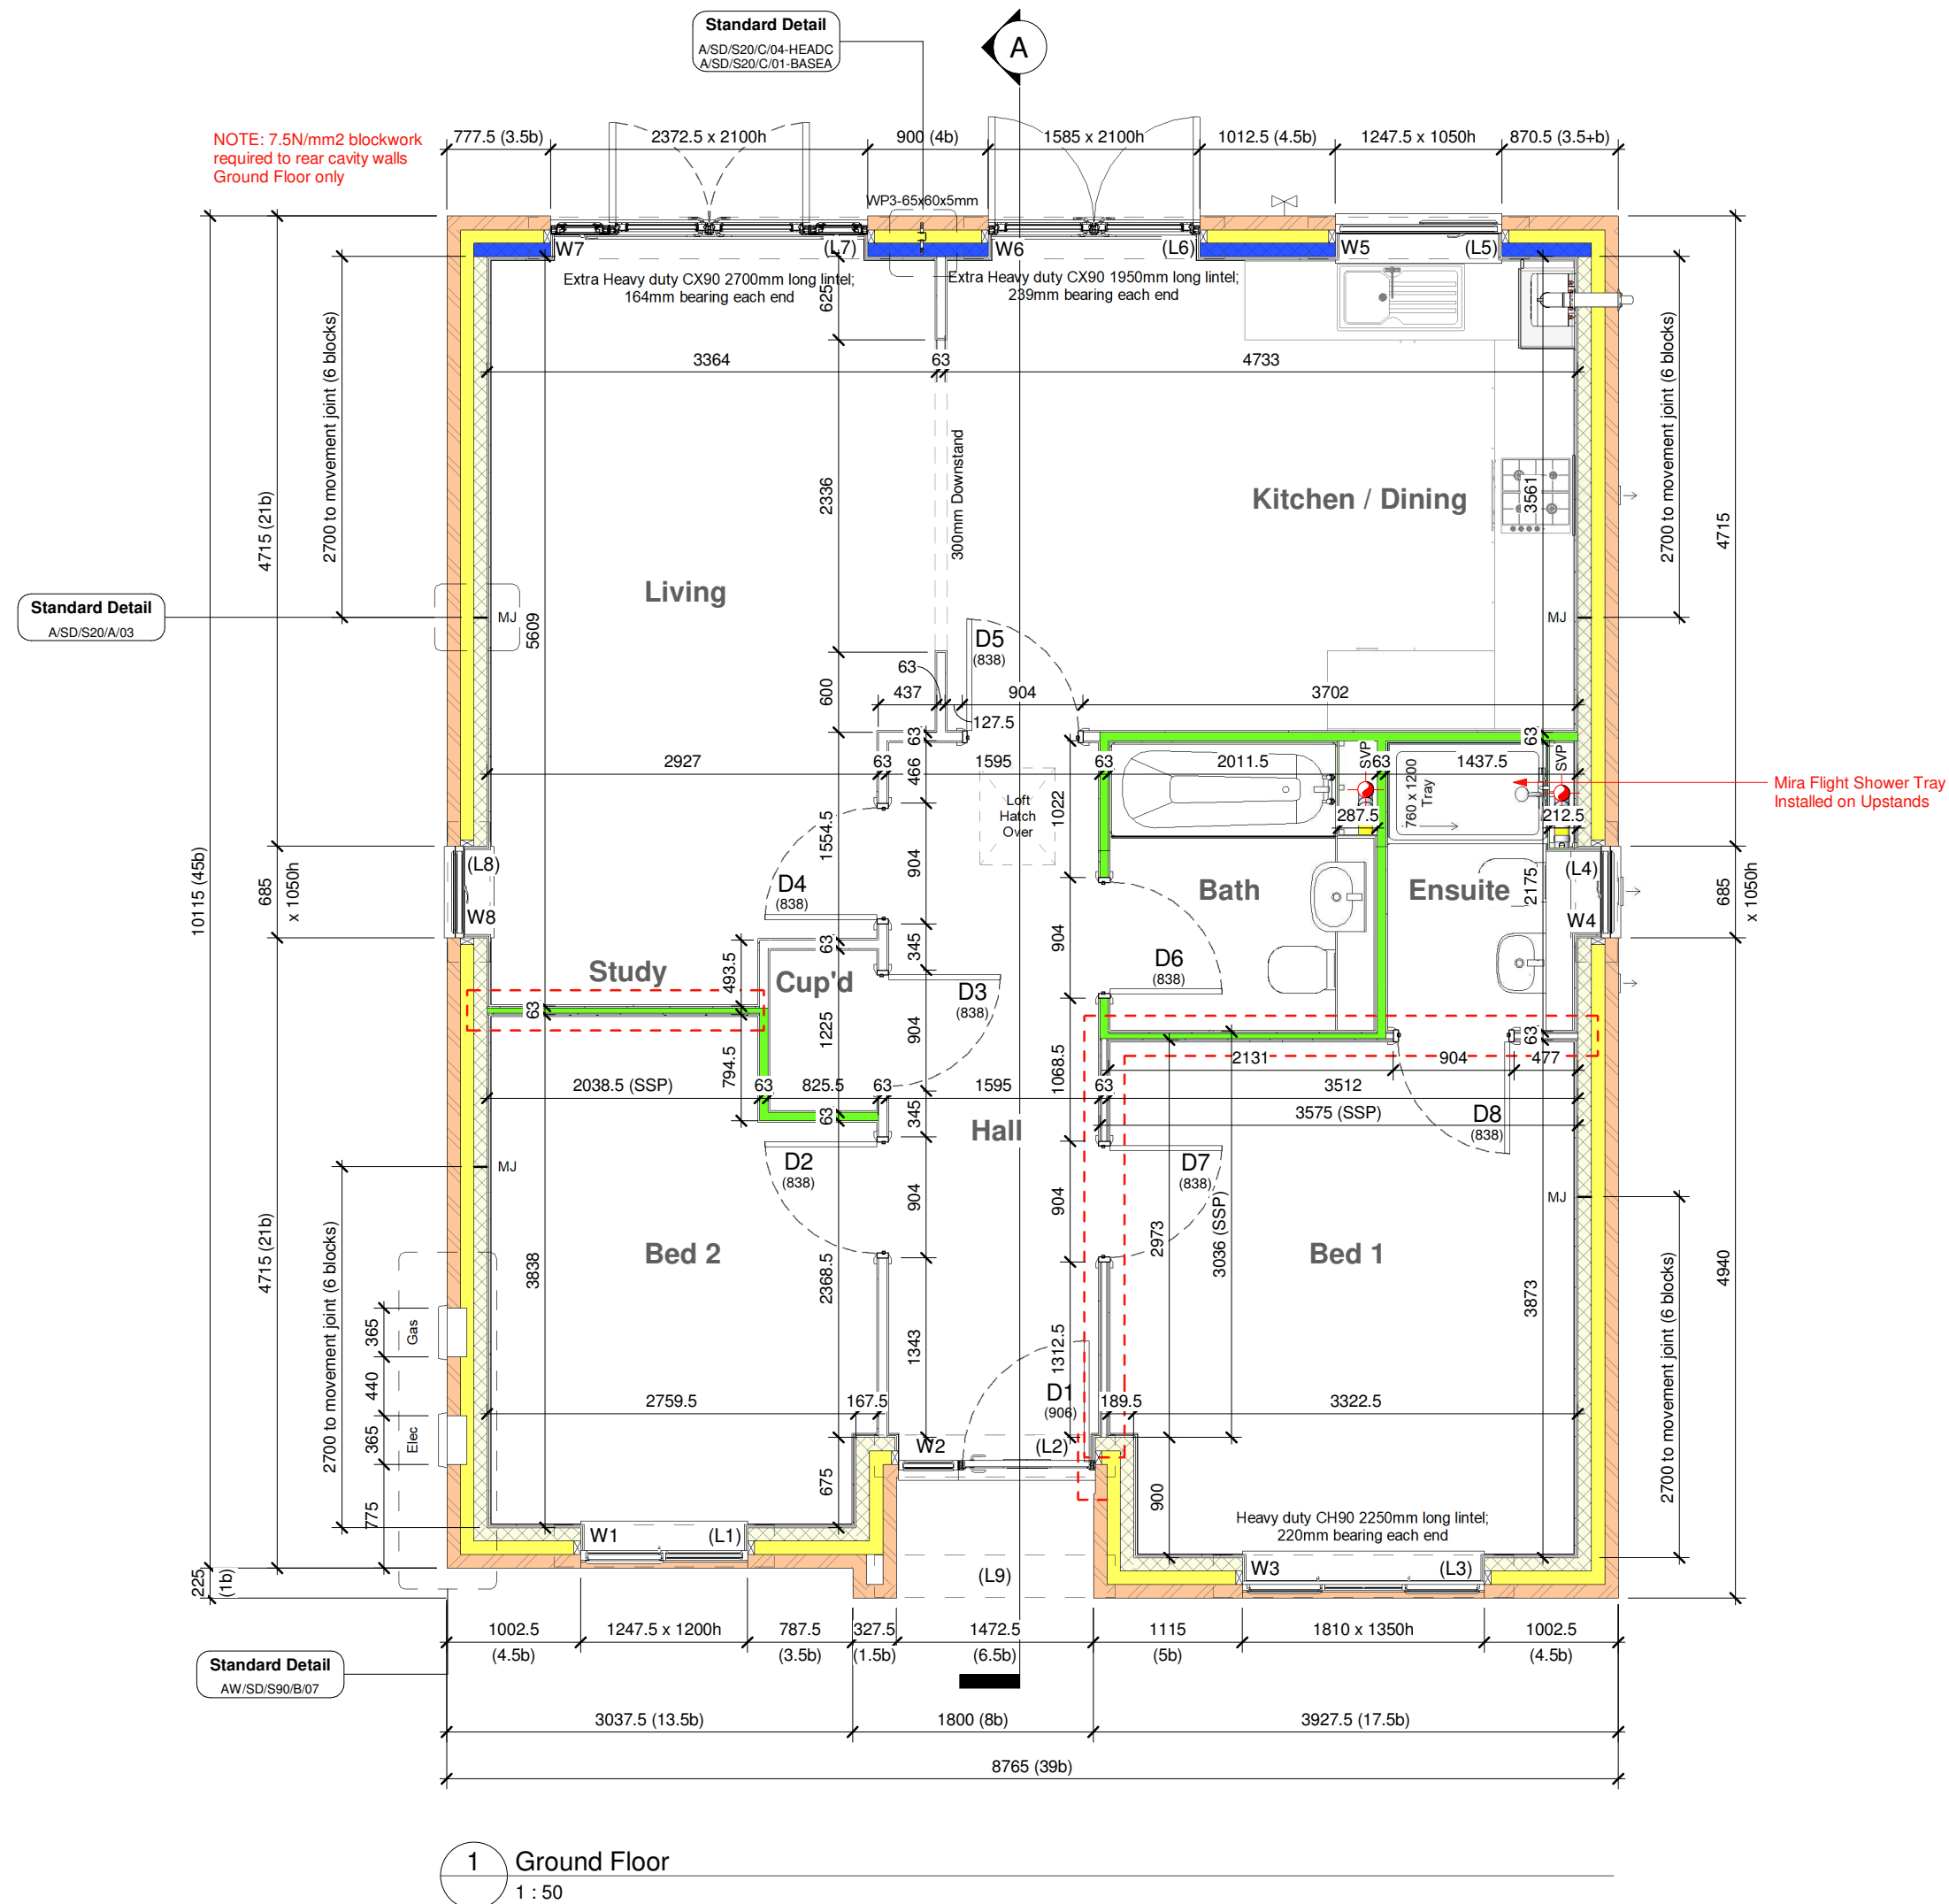 Standard Detail
A/SD/S20/C/04-HEADC
A/SD/S20/C/01-BASEA
A
NOTE: 7.5N/mm2 blockwork
required to rear cavity walls
Ground Floor only
777.5 (3.5b)
2372.5 x 2100h
900 (4b)
1585 x 2100h
1012.5 (4.5b)
1247.5 x 1050h
870.5 (3.5+b)
WP3-65x60x5mm
W7
(L7)
W6
(L6)
W5
(L5)
Extra Heavy duty CX90 2700mm long lintel;
164mm bearing each end
Extra Heavy duty CX90 1950mm long lintel;
239mm bearing each end
625
3364
63
4733
2700 to movement joint (6 blocks)
2700 to movement joint (6 blocks)
4715 (21b)
2336
300mm Downstand
Kitchen / Dining
3561
4715
Living
Standard Detail
A/SD/S20/A/03
MJ
5609
MJ
D5
(838)
600
63
437
904
3702
127.5
63
63
2927
63
466
1595
63
2011.5
SVP
63
1437.5
SVP
Mira Flight Shower Tray
Installed on Upstands
Loft
Hatch
Over
1022
287.5
760 x 1200
Tray
212.5
10115 (45b)
685
x 1050h
(L8)
W8
1554.5
904
D4
(838)
Bath
Ensuite
2175
(L4)
W4
685
x 1050h
904
345
63
493.5
Study
Cup'd
D3
(838)
D6
(838)
63
1225
904
794.5
2038.5 (SSP)
63
825.5
63
1595
1068.5
63
2131
904
477
63
3512
3575 (SSP)
63
345
Hall
D8
(838)
MJ
D2
(838)
D7
(838)
MJ
904
904
2973
3036 (SSP)
4715 (21b)
2700 to movement joint (6 blocks)
3838
Bed 2
2368.5
Bed 1
3873
2700 to movement joint (6 blocks)
4940
365
Gas
440
365
Elec
775
1343
1312.5
2759.5
167.5
D1
(906)
189.5
3322.5
W2
(L2)
675
900
Heavy duty CH90 2250mm long lintel;
220mm bearing each end
W1
(L1)
W3
(L3)
225
(1b)
(L9)
1002.5
(4.5b)
1247.5 x 1200h
787.5
(3.5b)
327.5
(1.5b)
1472.5
(6.5b)
1115
(5b)
1810 x 1350h
1002.5
(4.5b)
Standard Detail
AW/SD/S90/B/07
3037.5 (13.5b)
1800 (8b)
3927.5 (17.5b)
8765 (39b)
1
Ground Floor
1 : 50